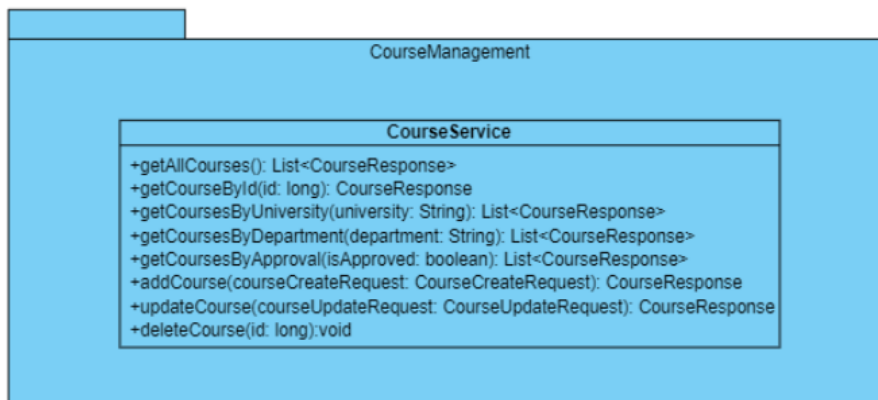 CourseManagement
CourseService
+getAllCourses(): List<CourseResponse>
+getCourseById(id: long): CourseResponse
+getCoursesByUniversity(university: String): List<CourseResponse>
+getCoursesByDepartment(department: String): List<CourseResponse>
+getCoursesByApproval(isApproved: boolean): List<CourseResponse>
+addCourse(courseCreateRequest: CourseCreateRequest): CourseResponse
+updateCourse(courseUpdateRequest: CourseUpdateRequest): CourseResponse
+deleteCourse(id: long):void